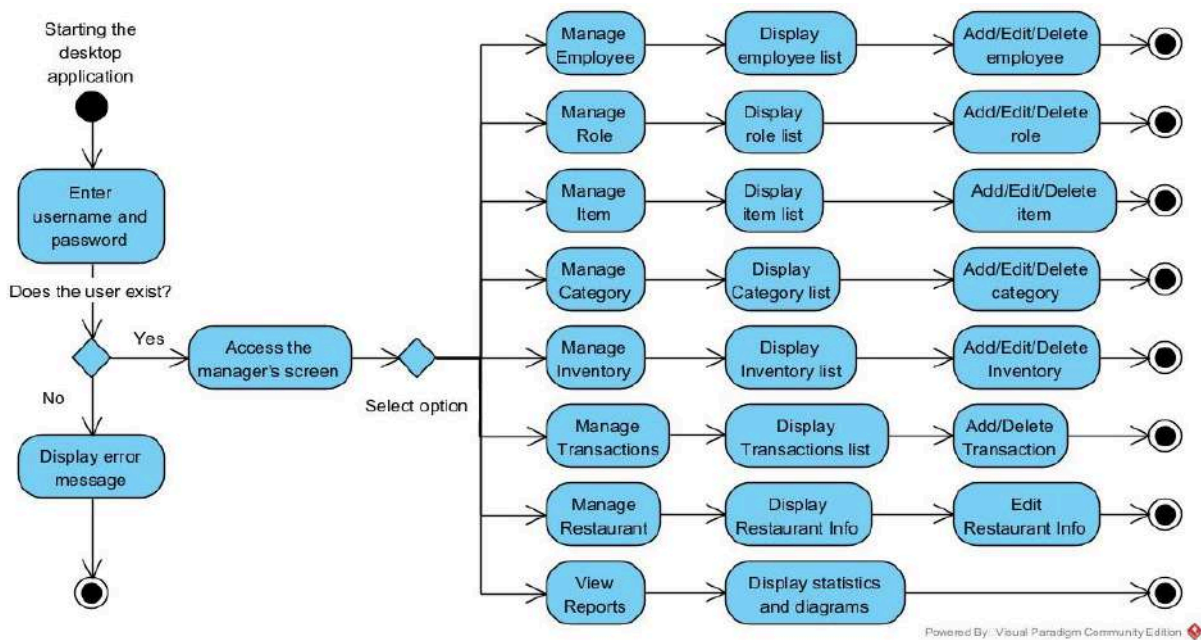 Starting the
desktop
application
Enter
username and
password
Does the user exist?
Yes
No
Display error
message
Access the
manager's screen
Select option
Manage
Employee
Display
employee list
Add/Edit/Delete
employee
Manage
Role
Display
role list
Add/Edit/Delete
role
Manage
Item
Display
item list
Add/Edit/Delete
item
Manage
Category
Display
Category list
Add/Edit/Delete
category
Manage
Inventory
Display
Inventory list
Add/Edit/Delete
Inventory
Manage
Transactions
Display
Transactions list
Add/Delete
Transaction
Manage
Restaurant
Display
Restaurant Info
Edit
Restaurant Info
View
Reports
Display statistics
and diagrams
Powered By: Visual Paradigm Community Edition